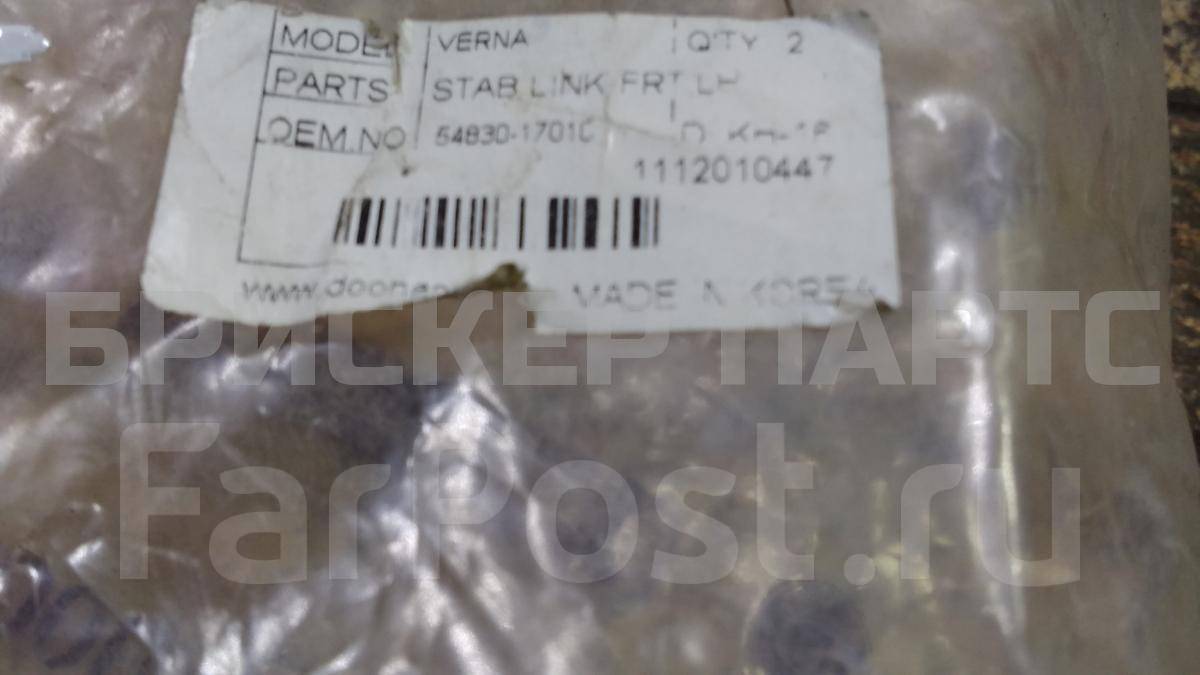 MODEL VERNA Q'TY 2
PARTS STAB LINK FRT LH
OEM.NO 54830-1701C
1112010447
MADE IN KOREA
БРИСКЕР ПАРТС
FarPost.ru